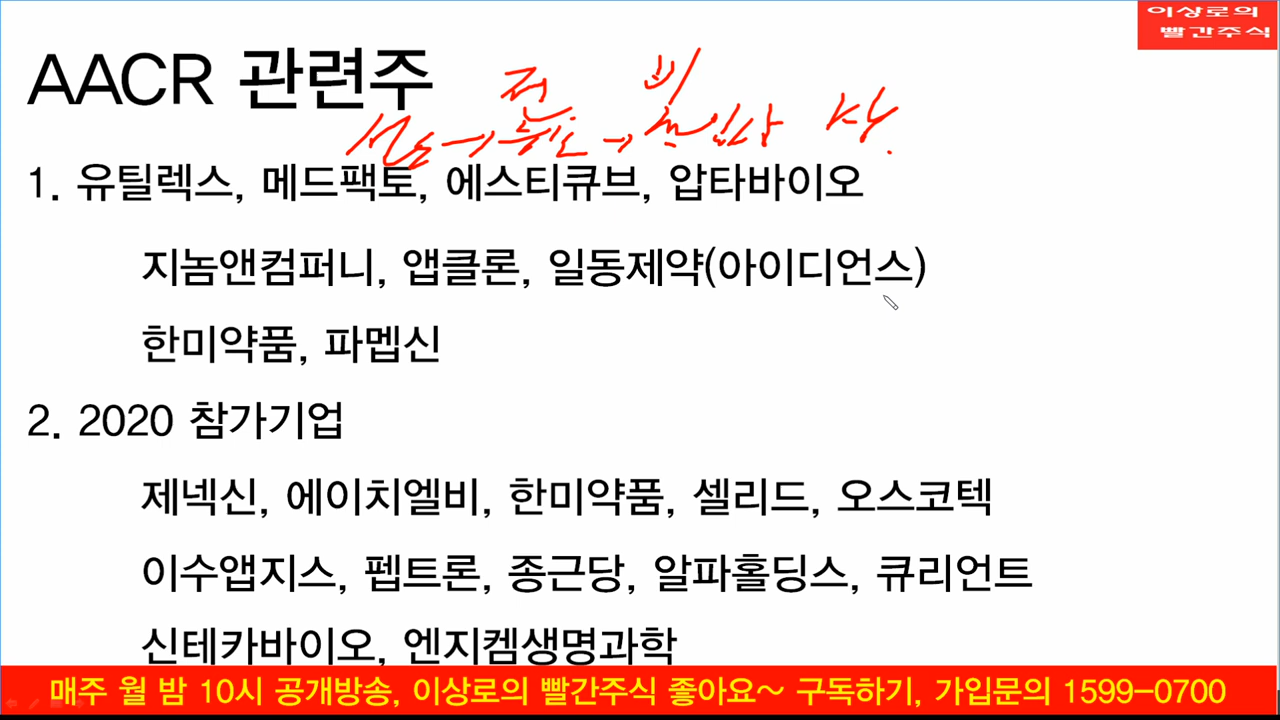 이상로의
빨간주식
AACR 관련주
전 비
상
1. 유틸렉스, 메드팩토, 에스티큐브, 압타바이오
지놈앤컴퍼니, 앱클론, 일동제약(아이디언스)
한미약품, 파멥신
2. 2020 참가기업
제넥신, 에이치엘비, 한미약품, 셀리드, 오스코텍
이수앱지스, 펩트론, 종근당, 알파홀딩스, 큐리언트
신테카바이오, 엔지켐생명과학
매주 월 밤 10시 공개방송, 이상로의 빨간주식 좋아요~ 구독하기, 가입문의 1599-0700